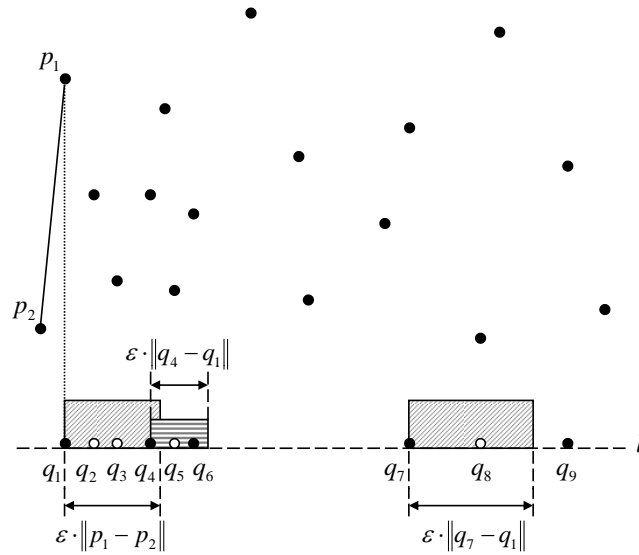 p₁
p₂
ε·‖q₄ − q₁‖
q₁ q₂ q₃ q₄ q₅ q₆ q₇ q₈ q₉
ε·‖p₁ − p₂‖ ε·‖q₇ − q₁‖